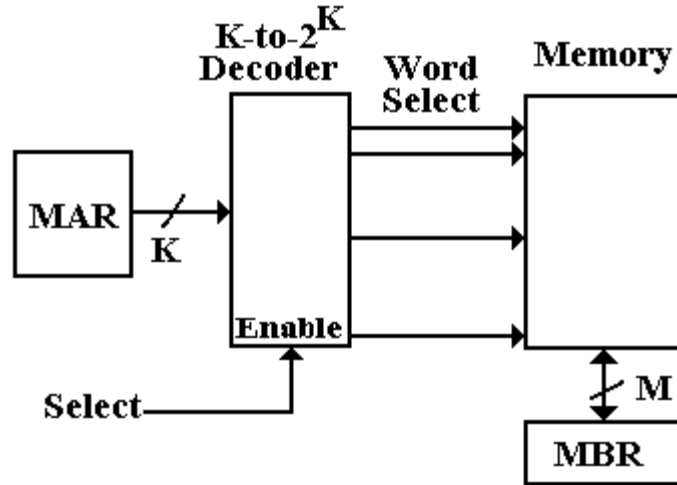 K-to-2^K
Decoder
Word
Select
Memory
MAR
K
Enable
Select
M
MBR